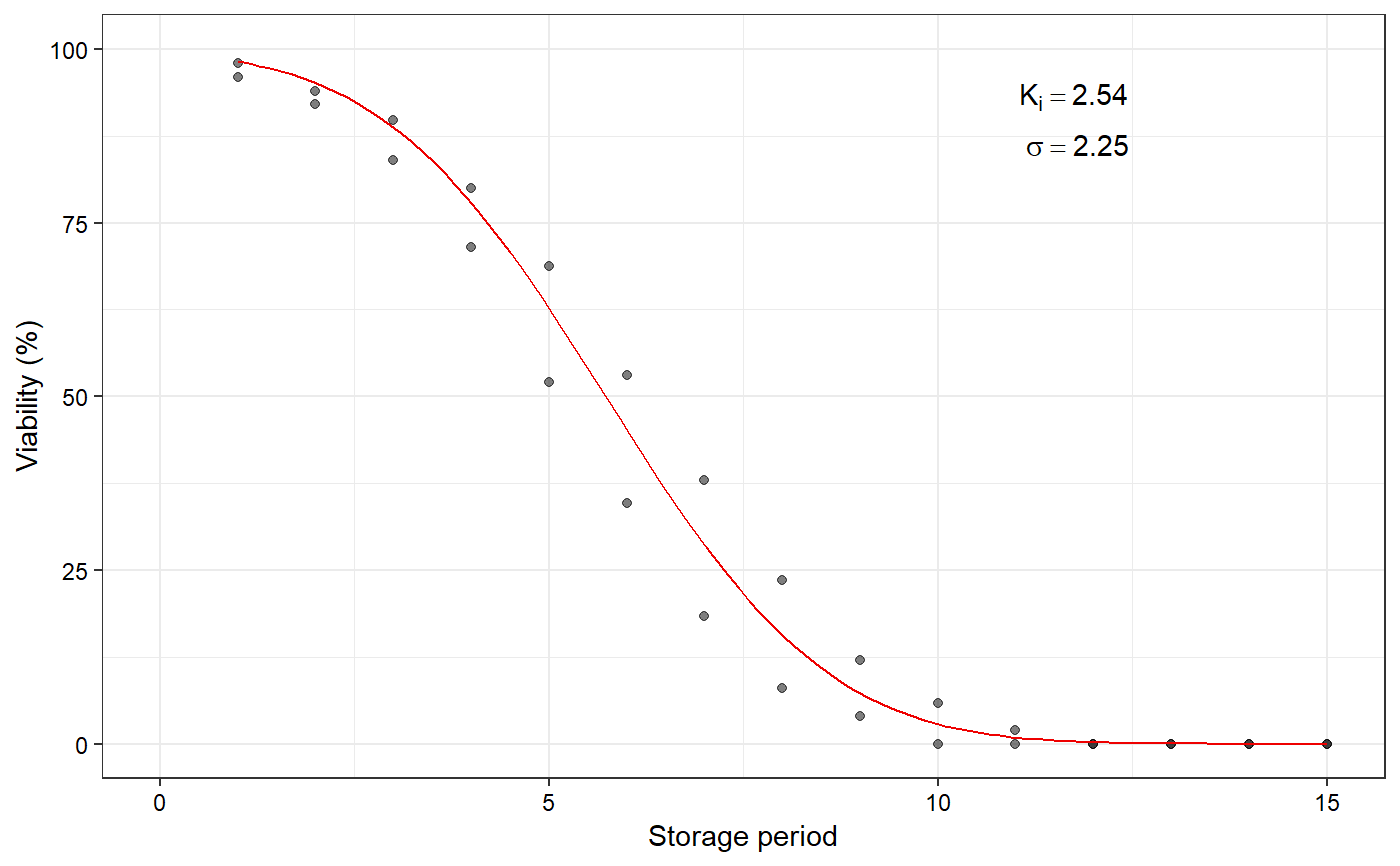 100
75
50
25
0
Viability (%)
Kᵢ = 2.54
σ = 2.25
0 5 10 15
Storage period